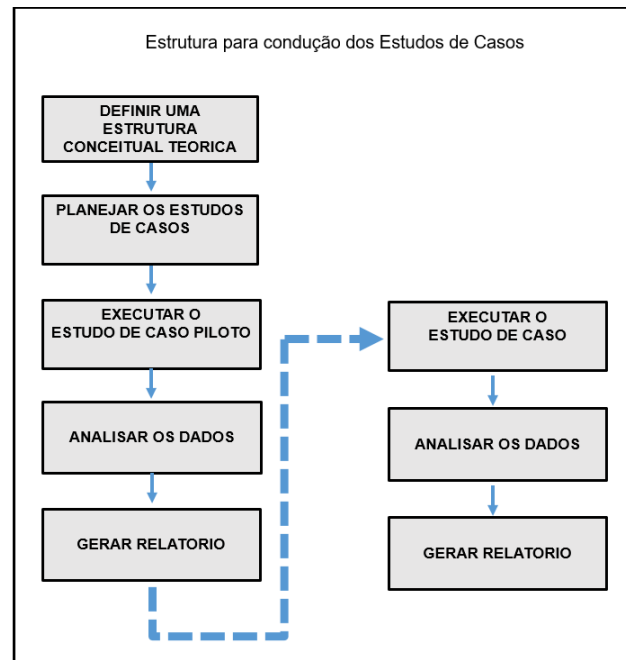 Estrutura para condução dos Estudos de Casos
DEFINIR UMA
ESTRUTURA
CONCEITUAL TEORICA
PLANEJAR OS ESTUDOS
DE CASOS
EXECUTAR O
ESTUDO DE CASO PILOTO
ANALISAR OS DADOS
GERAR RELATORIO
EXECUTAR O
ESTUDO DE CASO
ANALISAR OS DADOS
GERAR RELATORIO